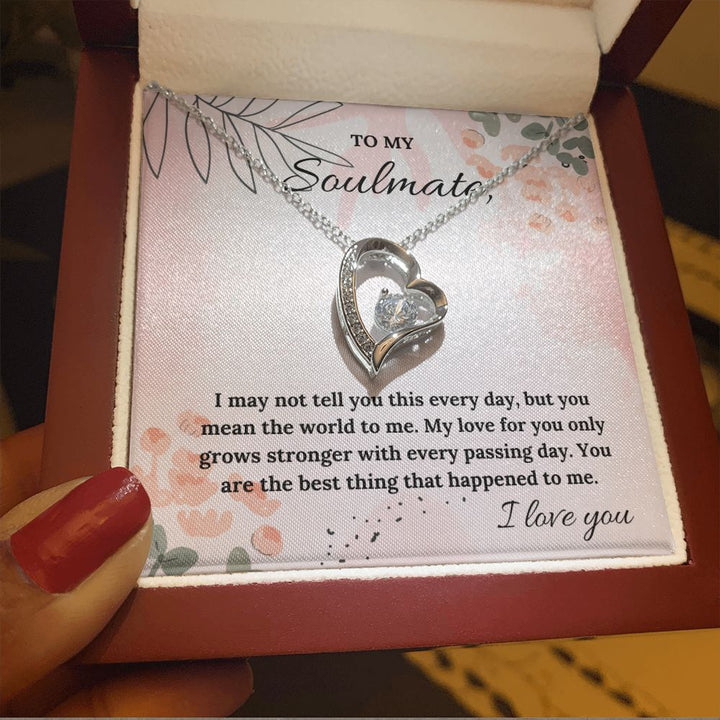 TO MY
Soulmate,
I may not tell you this every day, but you
mean the world to me. My love for you only
grows stronger with every passing day. You
are the best thing that happened to me.
I love you